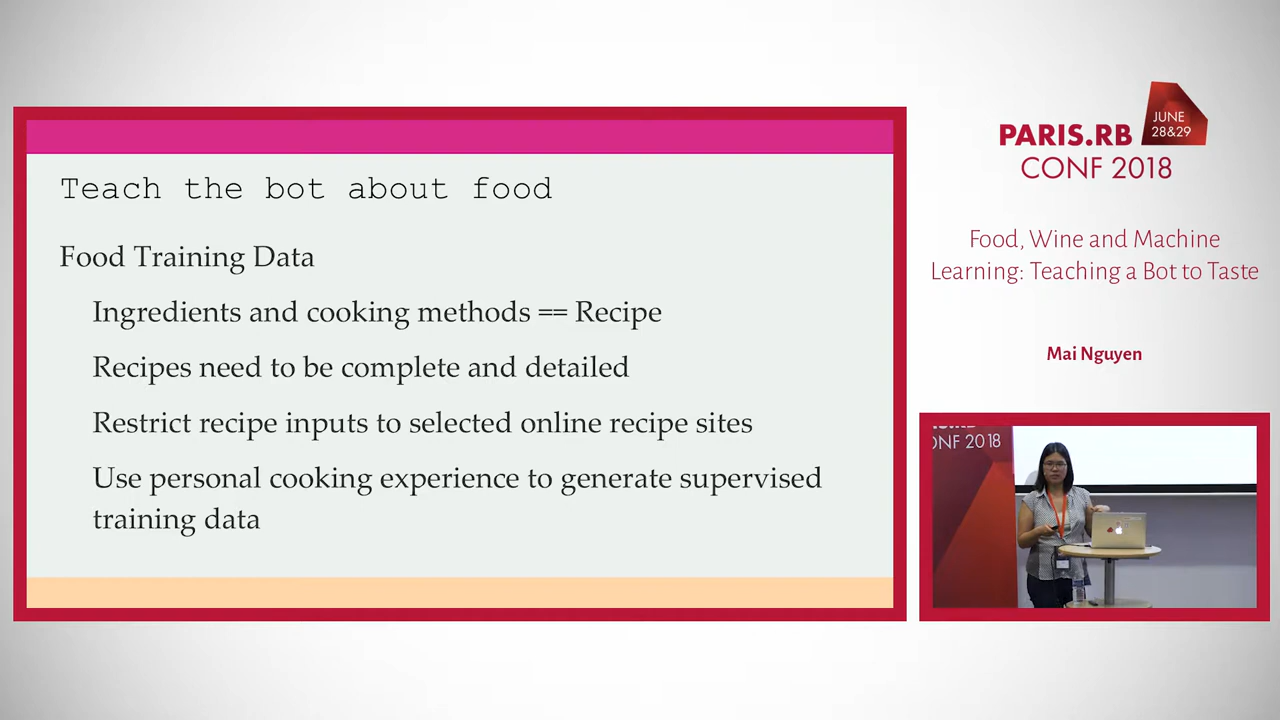 Teach the bot about food
Food Training Data
Ingredients and cooking methods == Recipe
Recipes need to be complete and detailed
Restrict recipe inputs to selected online recipe sites
Use personal cooking experience to generate supervised
training data
JUNE
28&29
PARIS.RB
CONF 2018
Food, Wine and Machine
Learning: Teaching a Bot to Taste
Mai Nguyen
ONF 2018